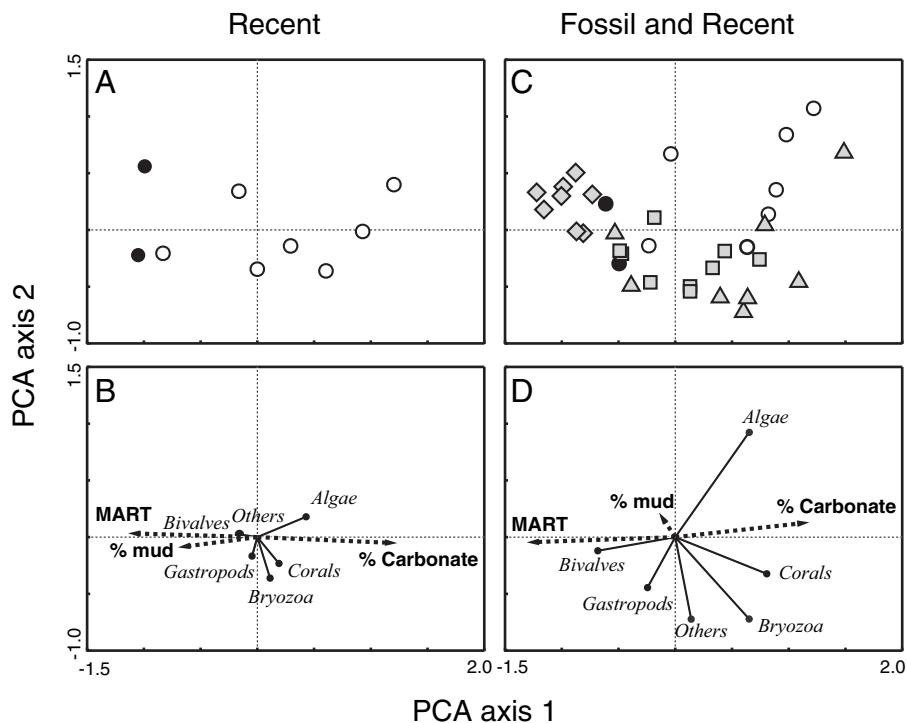 Recent
Fossil and Recent
A
C
1.5
-1.0
PCA axis 2
B
D
1.5
-1.0
MART
Bivalves
Others
Algae
% mud
% Carbonate
Gastropods
Corals
Bryozoa
Algae
% mud
% Carbonate
MART
Bivalves
Corals
Gastropods
Others
Bryozoa
-1.5
2.0
-1.5
2.0
PCA axis 1